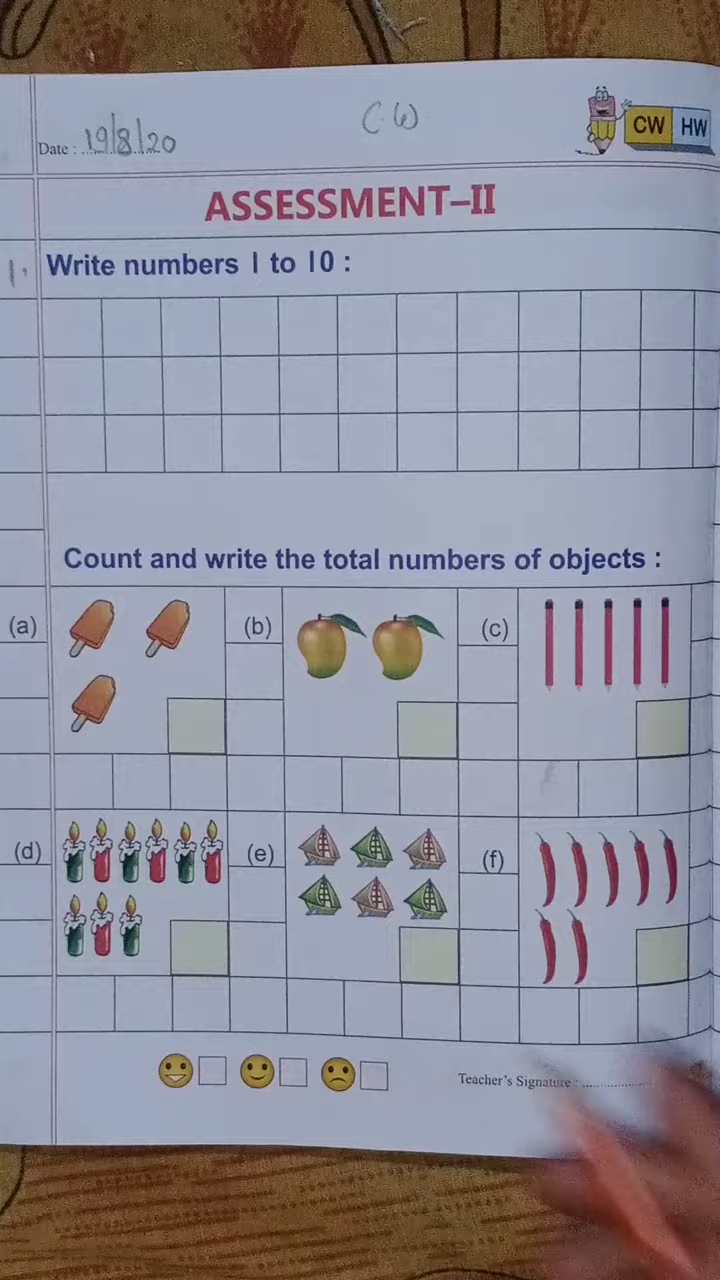 C.W
CW HW
Date : 19/8/20
ASSESSMENT–II
1. Write numbers 1 to 10 :
Count and write the total numbers of objects :
(a) (b) (c)
(d) (e) (f)
Teacher's Signature : ....................